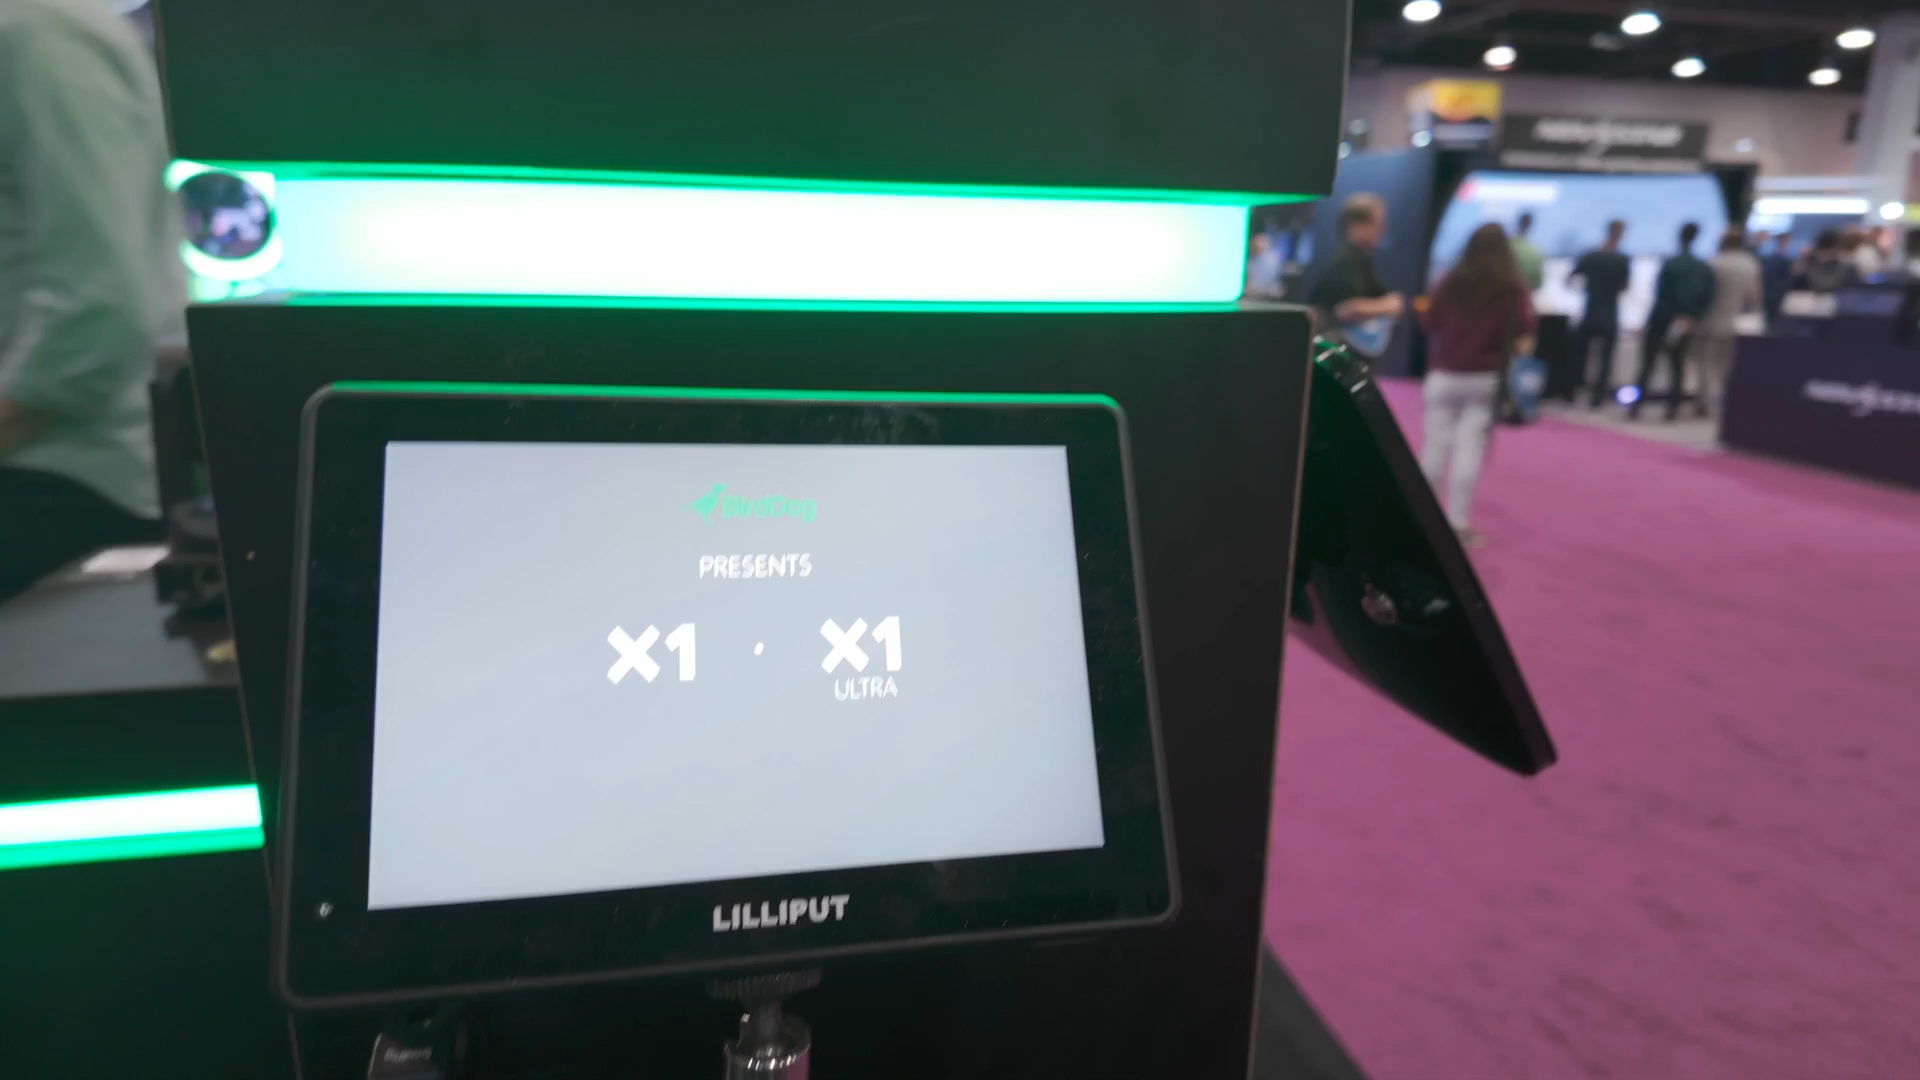 BirdDog
PRESENTS
X1 · X1
ULTRA
LILLIPUT